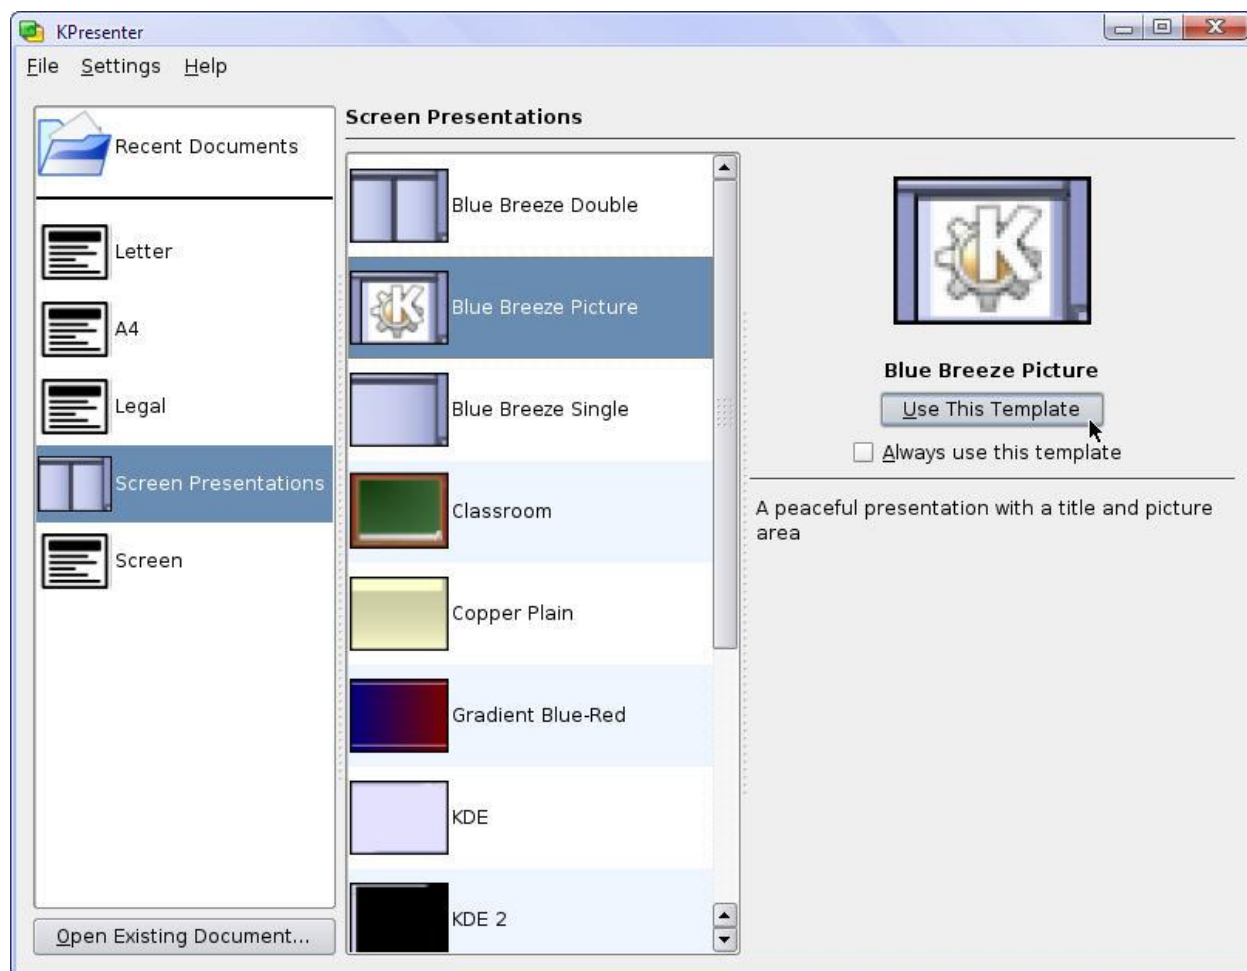 KPresenter
File Settings Help
Recent Documents
Letter
A4
Legal
Screen Presentations
Screen
Open Existing Document...
Screen Presentations
Blue Breeze Double
Blue Breeze Picture
Blue Breeze Single
Classroom
Copper Plain
Gradient Blue-Red
KDE
KDE 2
K
Blue Breeze Picture
Use This Template
Always use this template
A peaceful presentation with a title and picture
area